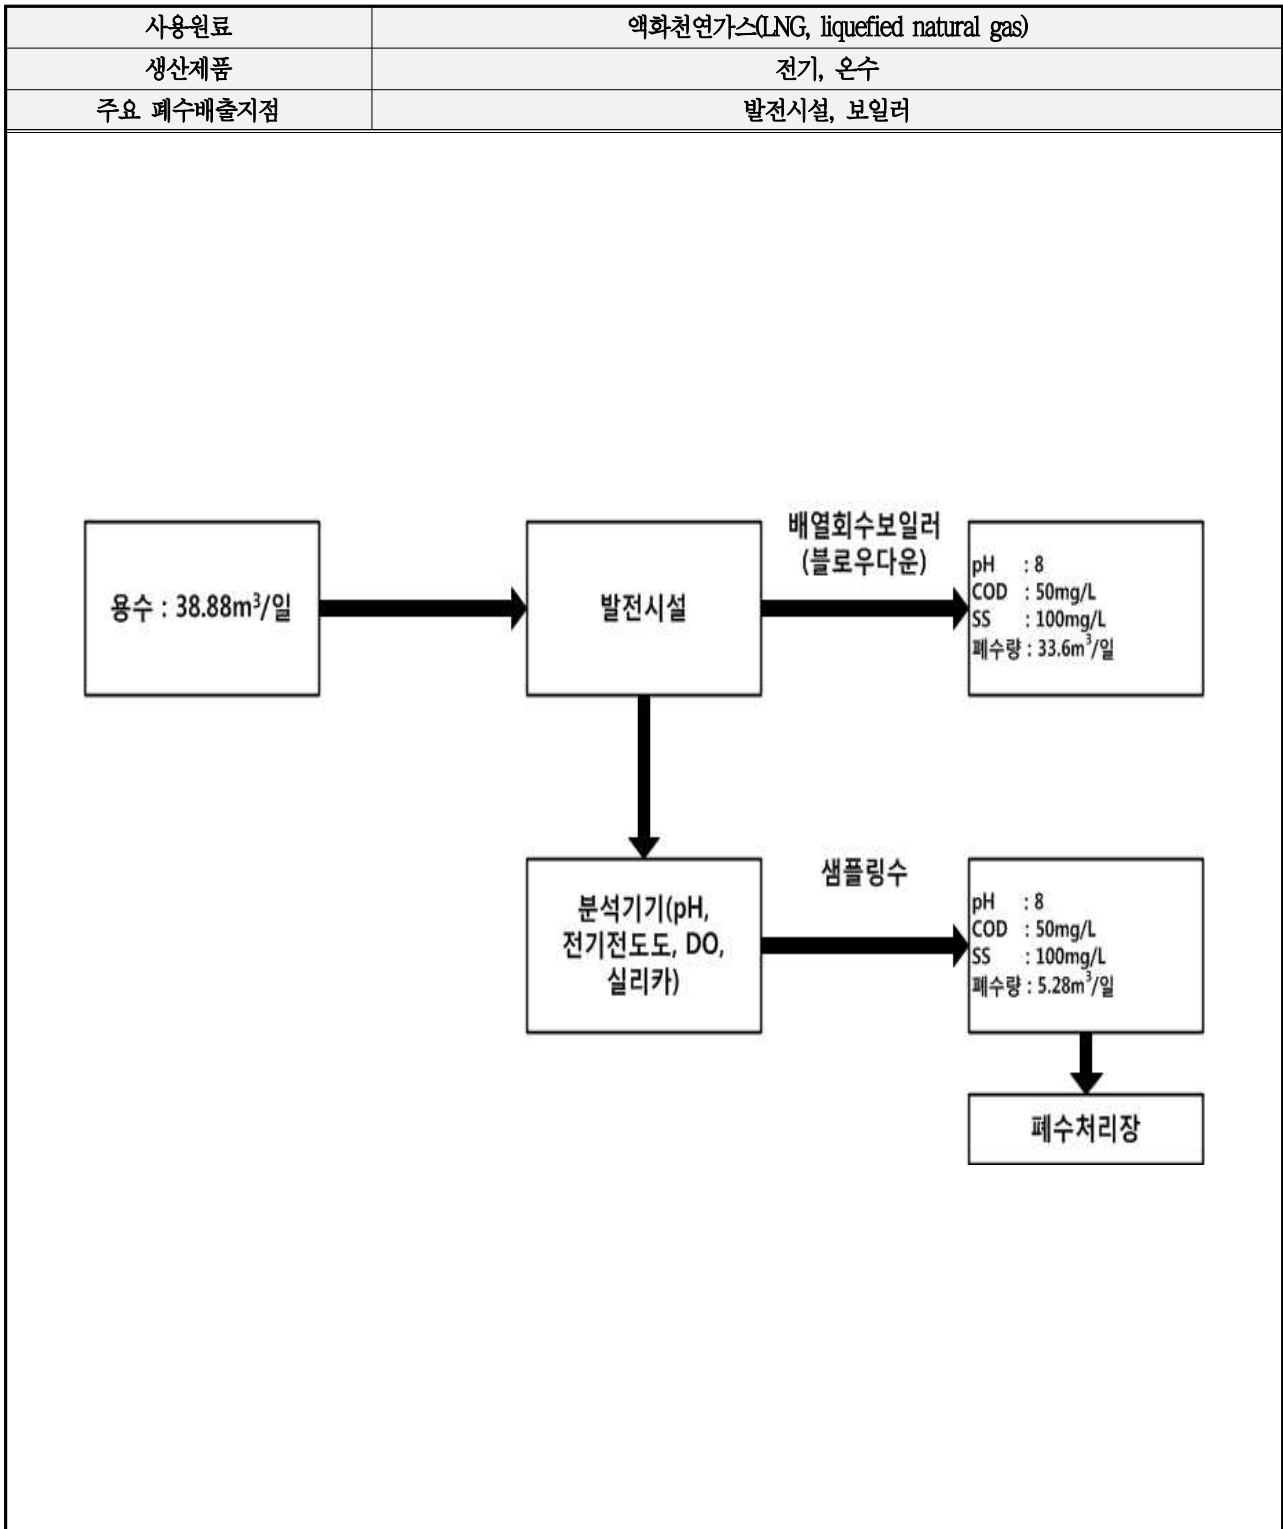 사용원료 액화천연가스(LNG, liquefied natural gas)
생산제품 전기, 온수
주요 폐수배출지점 발전시설, 보일러
용수 : 38.88m³/일
발전시설
배열회수보일러
(블로우다운)
pH : 8
COD : 50mg/L
SS : 100mg/L
폐수량 : 33.6m³/일
분석기기(pH,
전기전도도, DO,
실리카)
샘플링수
pH : 8
COD : 50mg/L
SS : 100mg/L
폐수량 : 5.28m³/일
폐수처리장